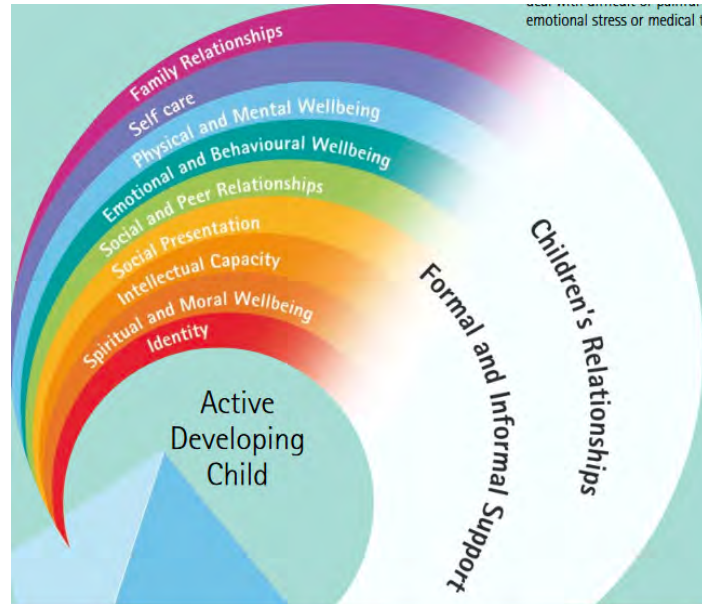 emotional stress or medical t
Family Relationships
Self care
Physical and Mental Wellbeing
Emotional and Behavioural Wellbeing
Social and Peer Relationships
Social Presentation
Intellectual Capacity
Spiritual and Moral Wellbeing
Identity
Active
Developing
Child
Formal and Informal Support
Children's Relationships